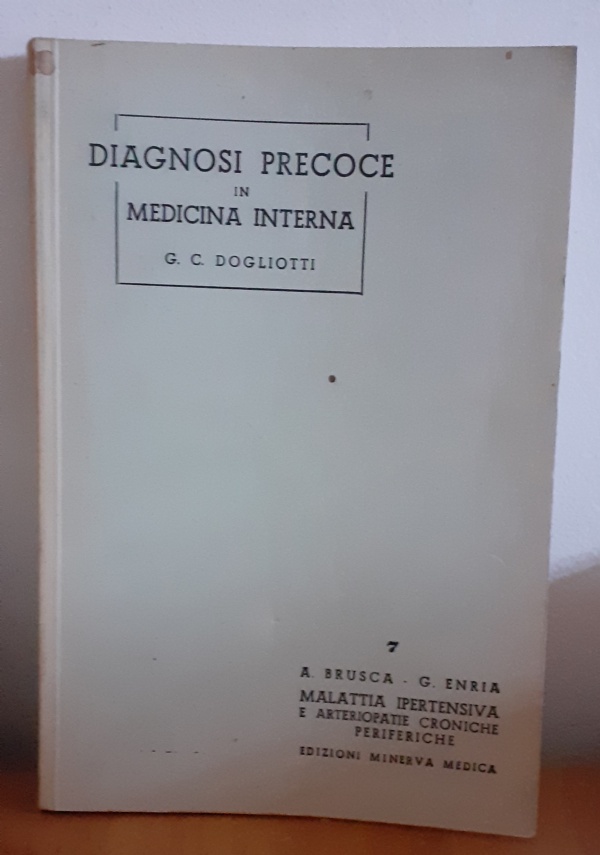 DIAGNOSI PRECOCE
IN
MEDICINA INTERNA
G. C. DOGLIOTTI
7
A. BRUSCA - G. ENRIA
MALATTIA IPERTENSIVA
E ARTERIOPATIE CRONICHE
PERIFERICHE
EDIZIONI MINERVA MEDICA